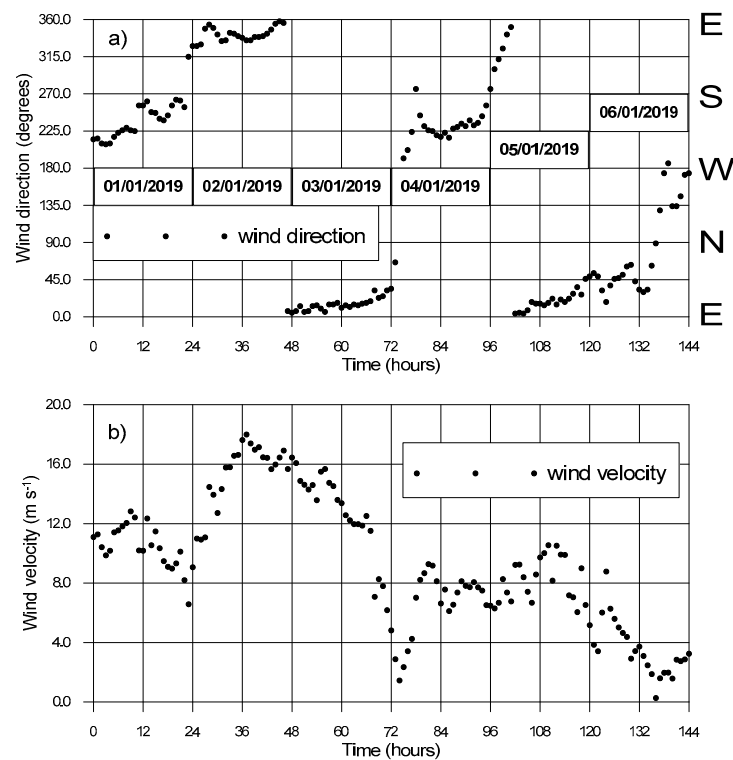 360.0
a)
E
315.0
270.0
S
06/01/2019
225.0
05/01/2019
180.0
W
01/01/2019 02/01/2019 03/01/2019 04/01/2019
135.0
wind direction
90.0
N
45.0
0.0
E
Wind direction (degrees)
0 12 24 36 48 60 72 84 96 108 120 132 144
Time (hours)
20.0
b)
wind velocity
16.0
12.0
8.0
4.0
0.0
Wind velocity (m s-1)
0 12 24 36 48 60 72 84 96 108 120 132 144
Time (hours)